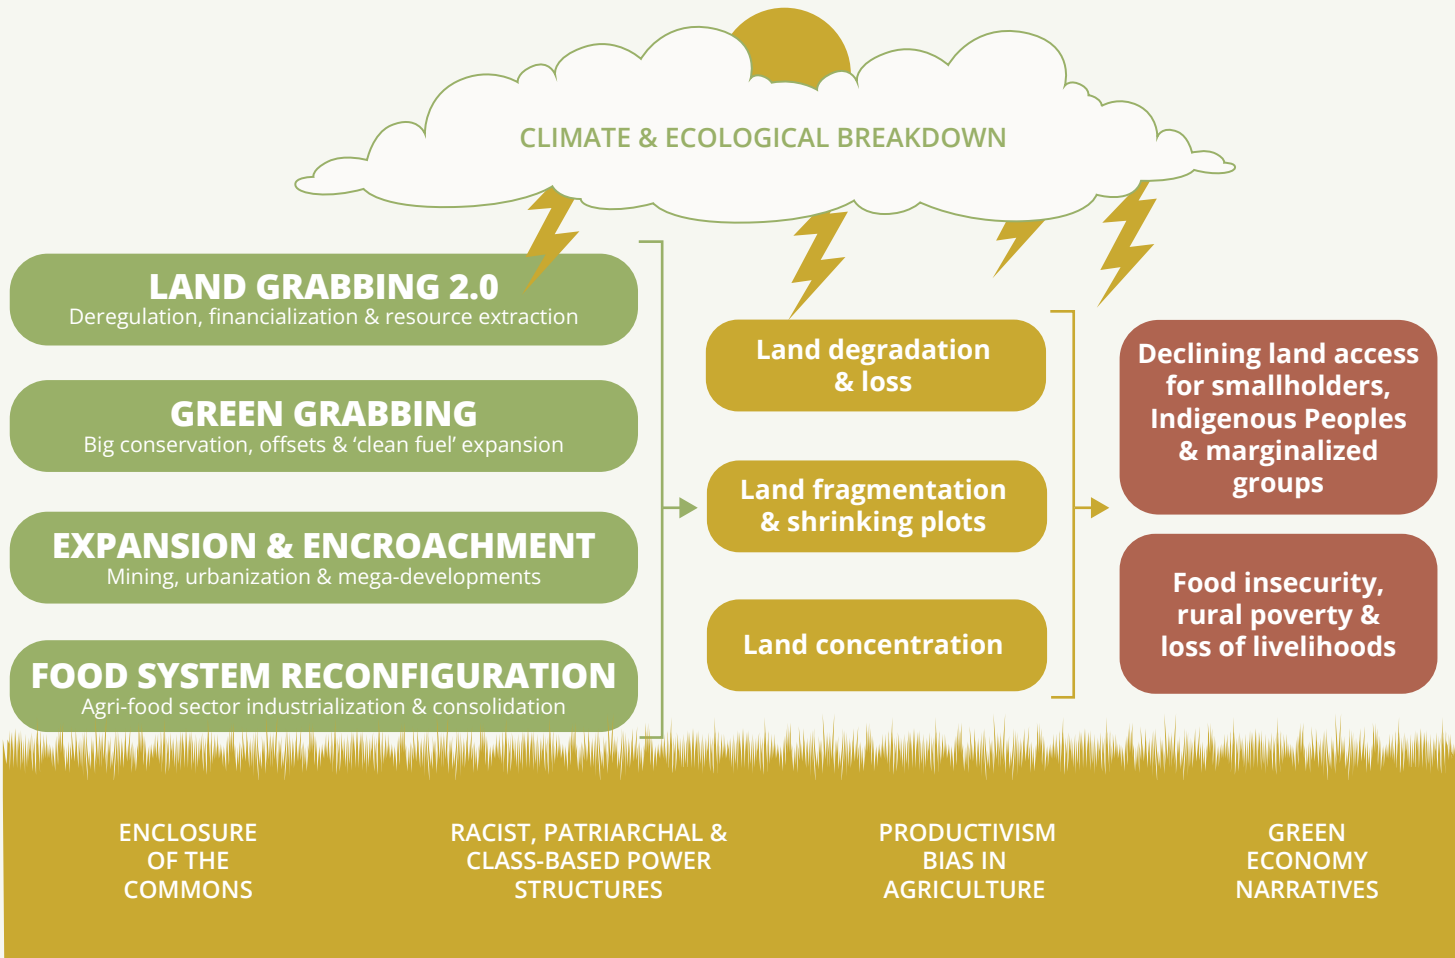 CLIMATE & ECOLOGICAL BREAKDOWN
LAND GRABBING 2.0
Deregulation, financialization & resource extraction
GREEN GRABBING
Big conservation, offsets & ‘clean fuel’ expansion
EXPANSION & ENCROACHMENT
Mining, urbanization & mega-developments
FOOD SYSTEM RECONFIGURATION
Agri-food sector industrialization & consolidation
Land degradation
& loss
Land fragmentation
& shrinking plots
Land concentration
Declining land access
for smallholders,
Indigenous Peoples
& marginalized
groups
Food insecurity,
rural poverty &
loss of livelihoods
ENCLOSURE
OF THE
COMMONS
RACIST, PATRIARCHAL &
CLASS-BASED POWER
STRUCTURES
PRODUCTIVISM
BIAS IN
AGRICULTURE
GREEN
ECONOMY
NARRATIVES